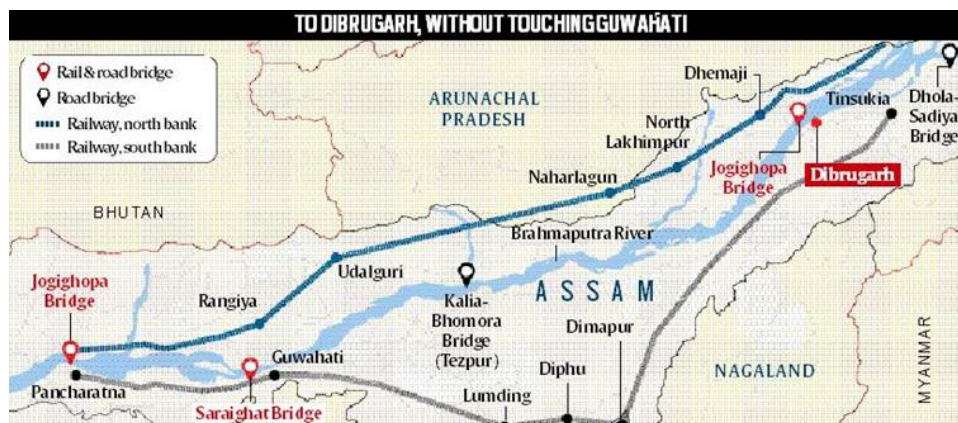 TO DIBRUGARH, WITHOUT TOUCHING GUWAHATI
Rail & road bridge
Road bridge
Railway, north bank
Railway, south bank
ARUNACHAL
PRADESH
Dhemaji
Tinsukia
Dhola-
Sadiya
Bridge
North
Lakhimpur
Jogighopa
Bridge
Dibrugarh
Naharlagun
BHUTAN
Brahmaputra River
Jogighopa
Bridge
Udalguri
Rangiya
Kalia-
Bhomora
Bridge
(Tezpur)
ASSAM
Dimapur
Guwahati
Diphu
NAGALAND
MYANMAR
Pancharatna
Saraighat Bridge
Lumding